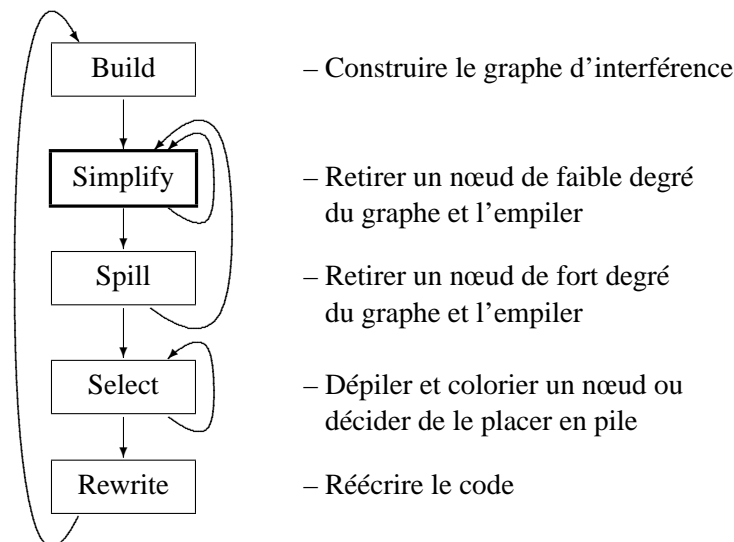 Build – Construire le graphe d’interférence
Simplify – Retirer un nœud de faible degré
du graphe et l’empiler
Spill – Retirer un nœud de fort degré
du graphe et l’empiler
Select – Dépiler et colorier un nœud ou
décider de le placer en pile
Rewrite – Réécrire le code